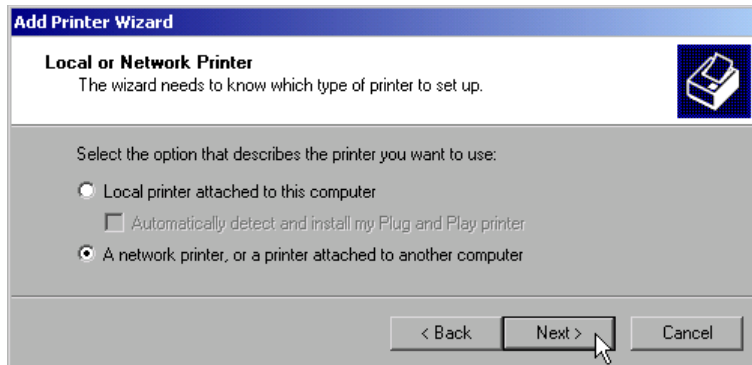 Add Printer Wizard
Local or Network Printer
The wizard needs to know which type of printer to set up.
Select the option that describes the printer you want to use:
Local printer attached to this computer
Automatically detect and install my Plug and Play printer
A network printer, or a printer attached to another computer
< Back Next > Cancel